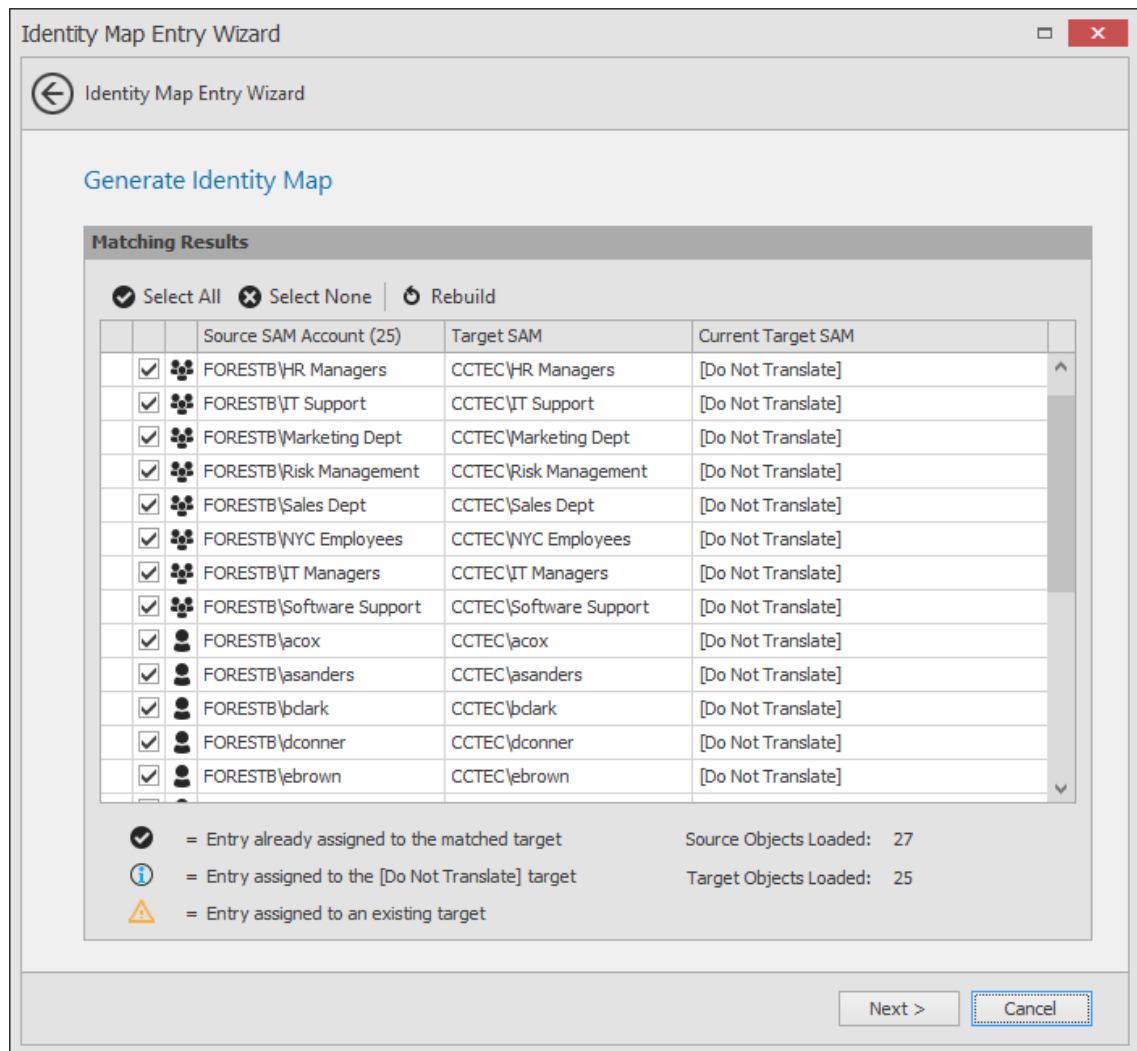 Identity Map Entry Wizard
Identity Map Entry Wizard
Generate Identity Map
Matching Results
Select All Select None Rebuild
Source SAM Account (25) Target SAM Current Target SAM
FORESTB\HR Managers CCTEC\HR Managers [Do Not Translate]
FORESTB\IT Support CCTEC\IT Support [Do Not Translate]
FORESTB\Marketing Dept CCTEC\Marketing Dept [Do Not Translate]
FORESTB\Risk Management CCTEC\Risk Management [Do Not Translate]
FORESTB\Sales Dept CCTEC\Sales Dept [Do Not Translate]
FORESTB\NYC Employees CCTEC\NYC Employees [Do Not Translate]
FORESTB\IT Managers CCTEC\IT Managers [Do Not Translate]
FORESTB\Software Support CCTEC\Software Support [Do Not Translate]
FORESTB\acox CCTEC\acox [Do Not Translate]
FORESTB\asanders CCTEC\asanders [Do Not Translate]
FORESTB\bclark CCTEC\bclark [Do Not Translate]
FORESTB\dconner CCTEC\dconner [Do Not Translate]
FORESTB\ebrown CCTEC\ebrown [Do Not Translate]
= Entry already assigned to the matched target Source Objects Loaded: 27
= Entry assigned to the [Do Not Translate] target Target Objects Loaded: 25
= Entry assigned to an existing target
Next > Cancel